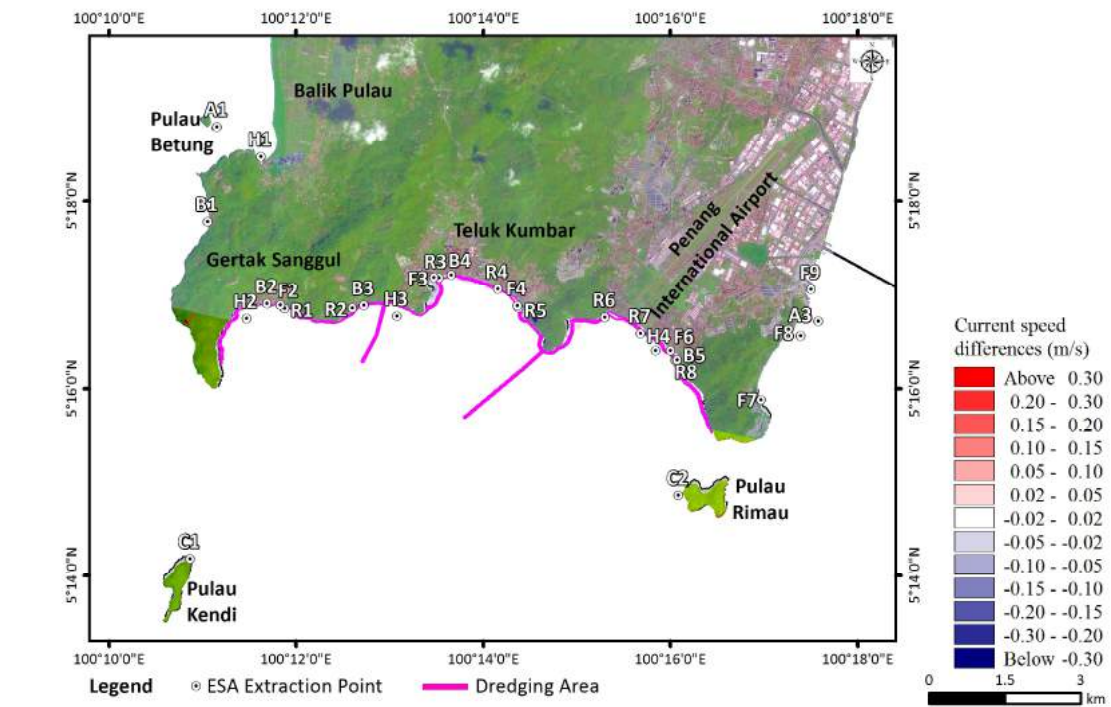 100°10'0"E 100°12'0"E 100°14'0"E 100°16'0"E 100°18'0"E
Balik Pulau
A1
Pulau
Betung
H1
5°18'0"N 5°18'0"N
B1
Penang
International Airport
Teluk Kumbar
Gertak Sanggul
R3 B4
F3
R4
F4
F9
B2 F2
H2
R1
R2
B3
H3
R5
R6
R7
A3
F8
H4
F6
B5
R8
5°16'0"N 5°16'0"N
F7
C2
Pulau
Rimau
C1
Pulau
Kendi
5°14'0"N 5°14'0"N
100°10'0"E 100°12'0"E 100°14'0"E 100°16'0"E 100°18'0"E
Legend ESA Extraction Point Dredging Area
Current speed
differences (m/s)
Above 0.30
0.20 - 0.30
0.15 - 0.20
0.10 - 0.15
0.05 - 0.10
0.02 - 0.05
-0.02 - 0.02
-0.05 - -0.02
-0.10 - -0.05
-0.15 - -0.10
-0.20 - -0.15
-0.30 - -0.20
Below -0.30
0 1.5 3
km